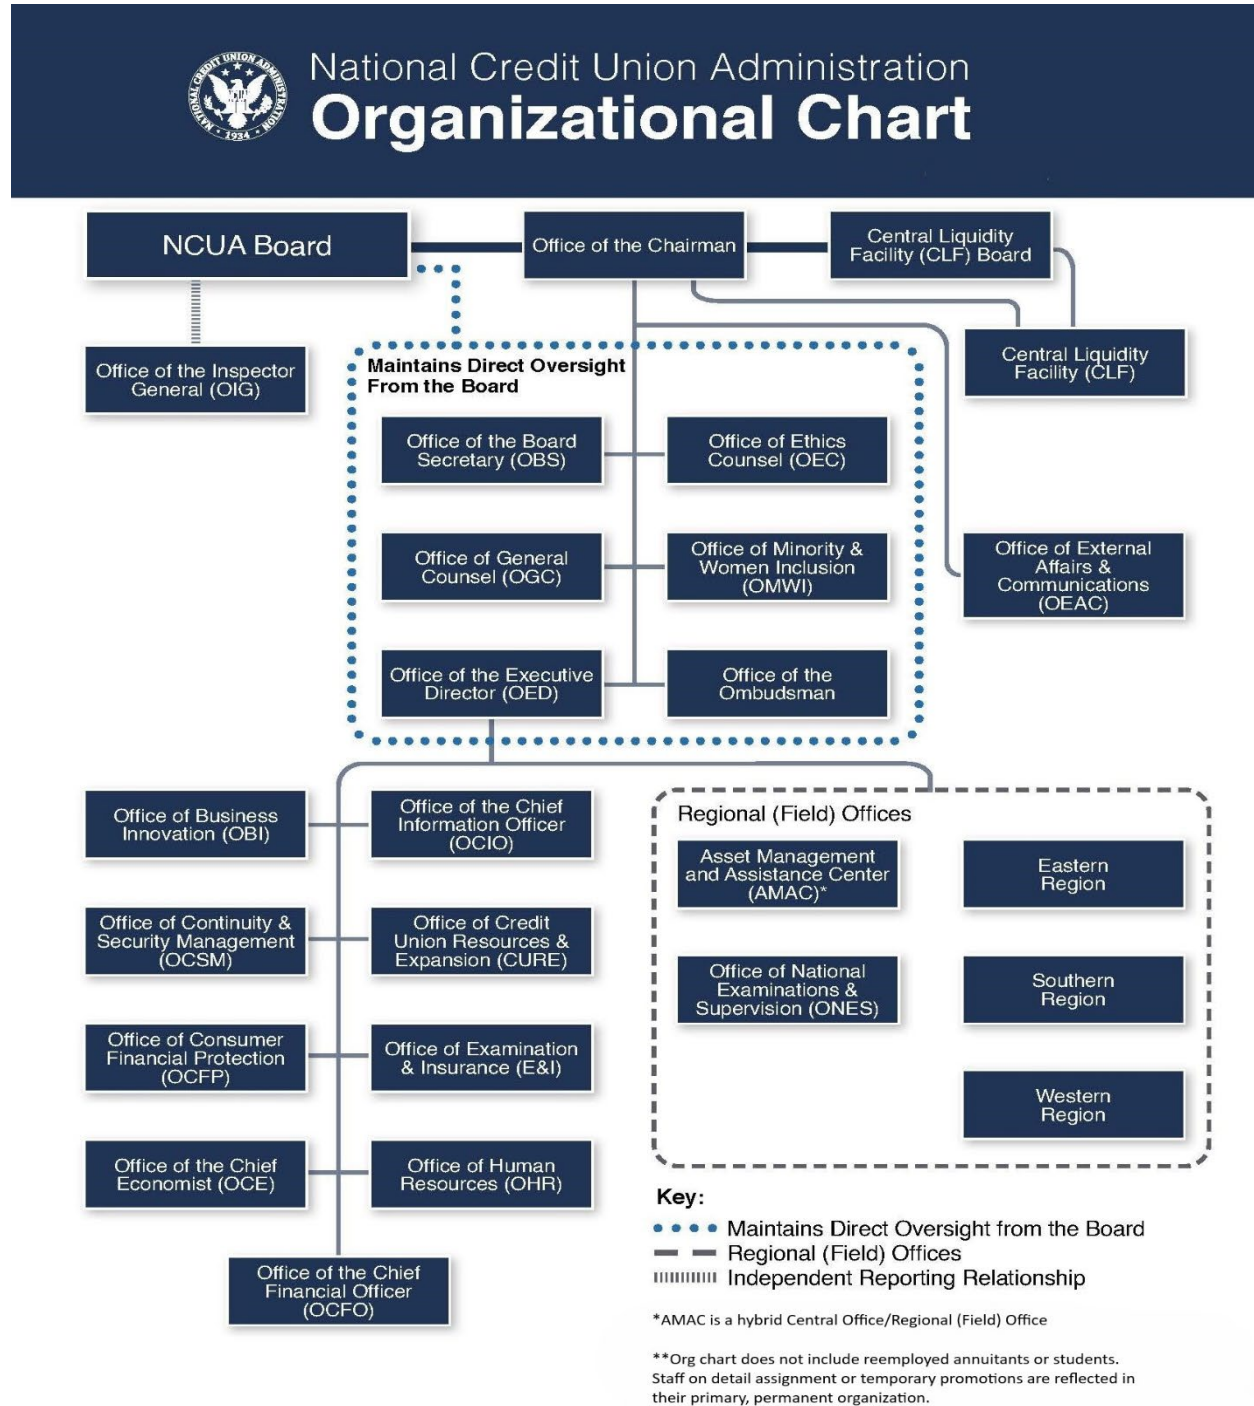 National Credit Union Administration
Organizational Chart
NATIONAL CREDIT UNION ADMINISTRATION
• 1934 •
NCUA Board
Office of the Chairman
Central Liquidity
Facility (CLF) Board
Office of the Inspector
General (OIG)
Central Liquidity
Facility (CLF)
Maintains Direct Oversight
From the Board
Office of the Board
Secretary (OBS)
Office of Ethics
Counsel (OEC)
Office of General
Counsel (OGC)
Office of Minority &
Women Inclusion
(OMWI)
Office of External
Affairs &
Communications
(OEAC)
Office of the Executive
Director (OED)
Office of the
Ombudsman
Office of Business
Innovation (OBI)
Office of the Chief
Information Officer
(OCIO)
Office of Continuity &
Security Management
(OCSM)
Office of Credit
Union Resources &
Expansion (CURE)
Office of Consumer
Financial Protection
(OCFP)
Office of Examination
& Insurance (E&I)
Office of the Chief
Economist (OCE)
Office of Human
Resources (OHR)
Office of the Chief
Financial Officer
(OCFO)
Regional (Field) Offices
Asset Management
and Assistance Center
(AMAC)*
Eastern
Region
Office of National
Examinations &
Supervision (ONES)
Southern
Region
Western
Region
Key:
Maintains Direct Oversight from the Board
Regional (Field) Offices
Independent Reporting Relationship
*AMAC is a hybrid Central Office/Regional (Field) Office
**Org chart does not include reemployed annuitants or students.
Staff on detail assignment or temporary promotions are reflected in
their primary, permanent organization.